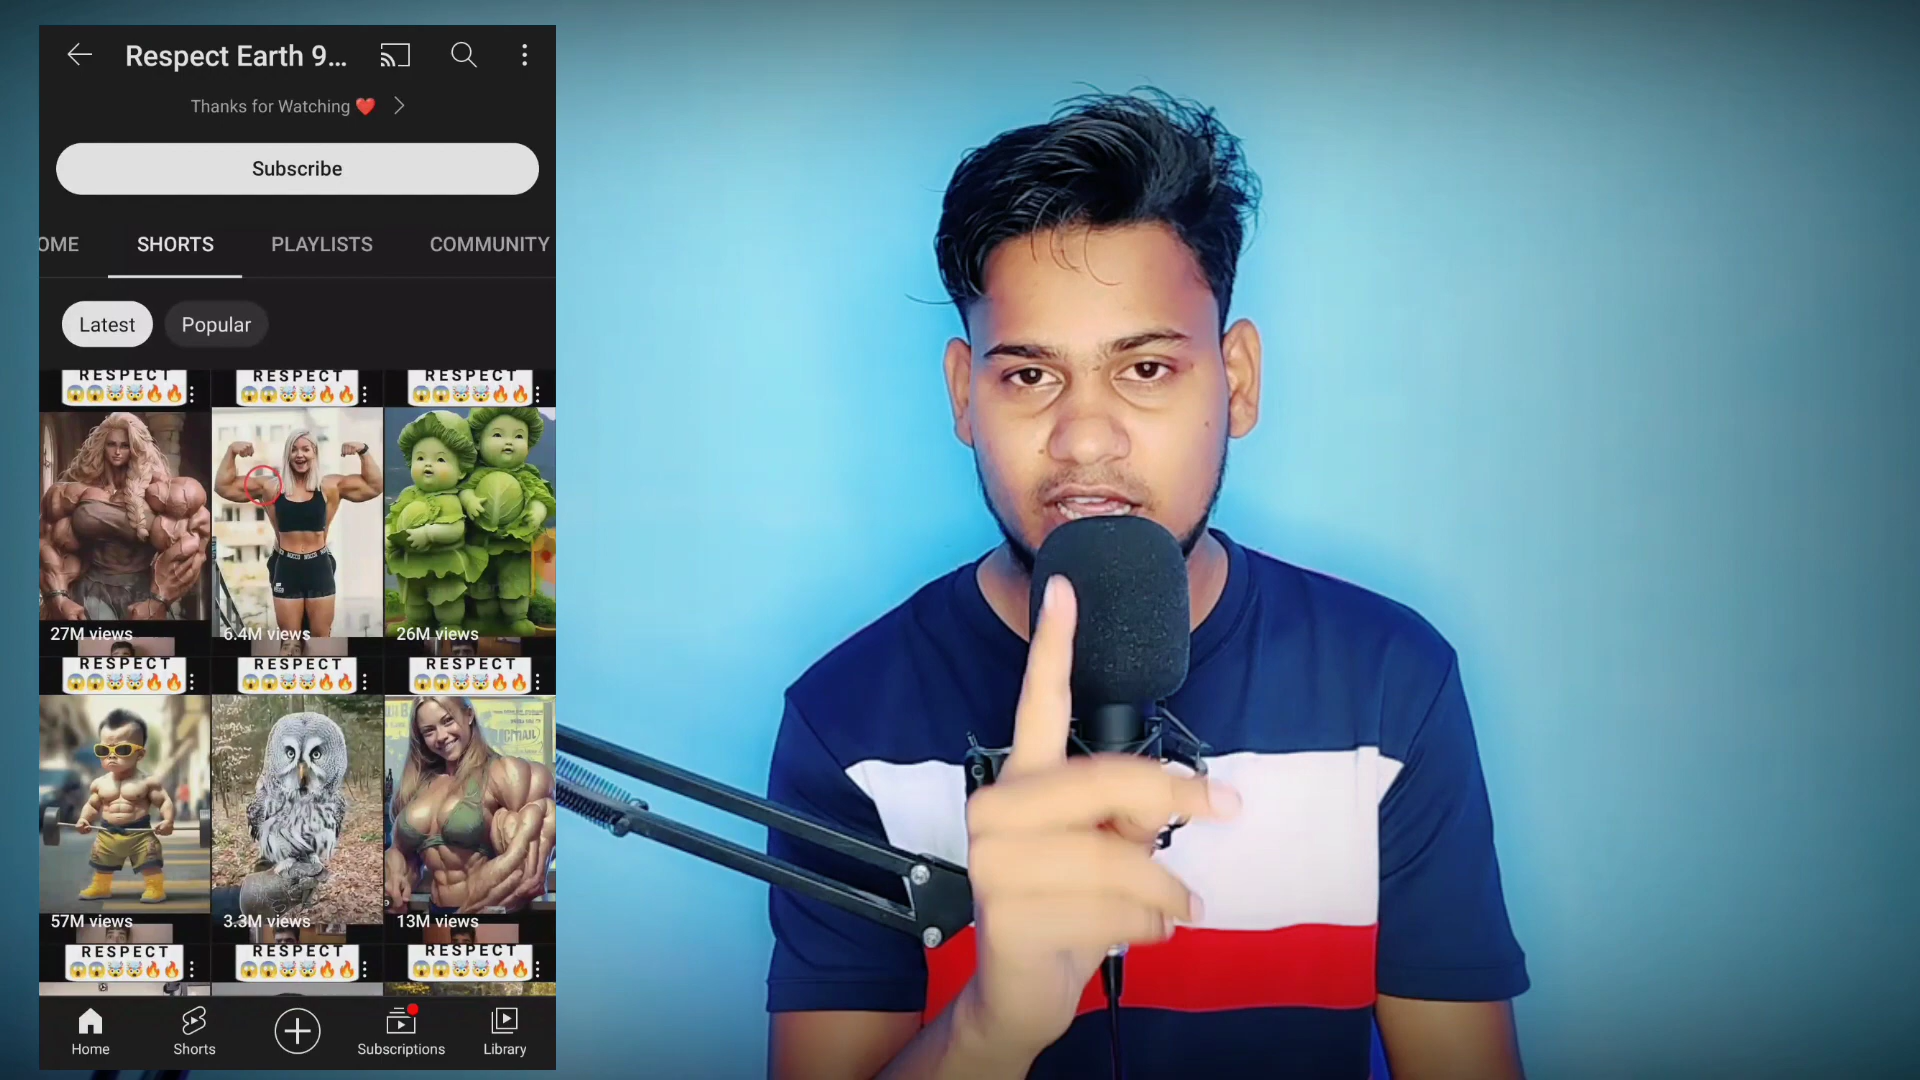 Respect Earth 9...
Thanks for Watching ❤️
Subscribe
OME SHORTS PLAYLISTS COMMUNITY
Latest Popular
RESPECT RESPECT RESPECT
😱😱🤯🤯🔥🔥 😱😱🤯🤯🔥🔥 😱😱🤯🤯🔥🔥
27M views 6.4M views 26M views
RESPECT RESPECT RESPECT
😱😱🤯🤯🔥🔥 😱😱🤯🤯🔥🔥 😱😱🤯🤯🔥🔥
57M views 3.3M views 13M views
RESPECT RESPECT RESPECT
😱😱🤯🤯🔥🔥 😱😱🤯🤯🔥🔥 😱😱🤯🤯🔥🔥
Home Shorts Subscriptions Library